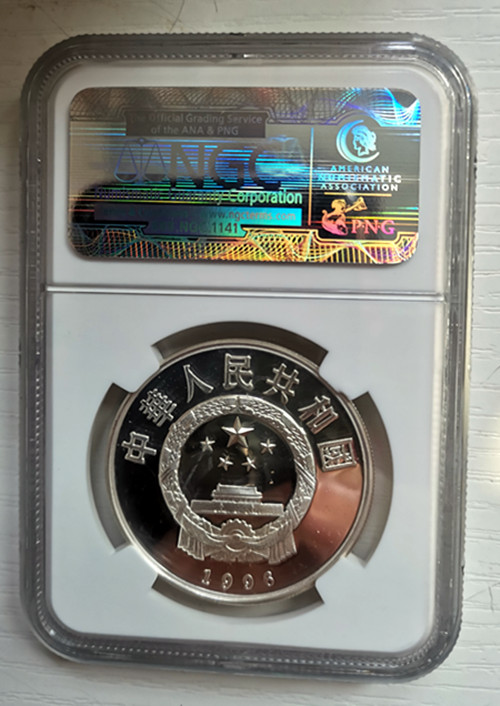 Official Grading Service
of the ANA & PNG
NGC
Corporation
AMERICAN
NUMISMATIC
ASSOCIATION
PNG
中華人民共和國
1996